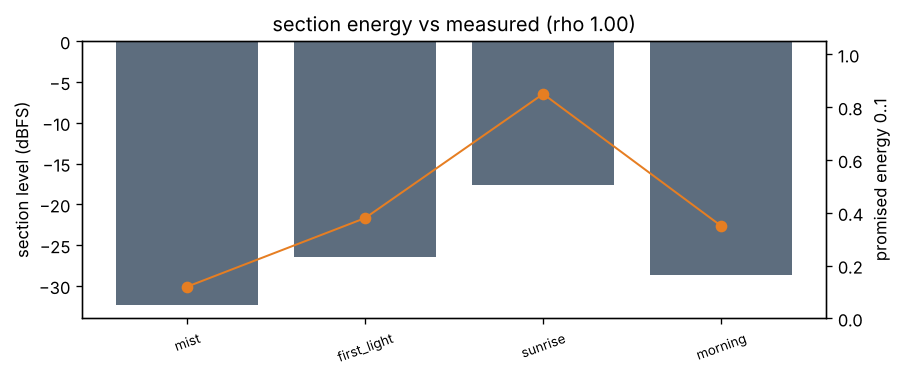 section energy vs measured (rho 1.00)
section level (dBFS)
0
−5
−10
−15
−20
−25
−30
mist
first_light
sunrise
morning
1.0
0.8
0.6
0.4
0.2
0.0
promised energy 0..1